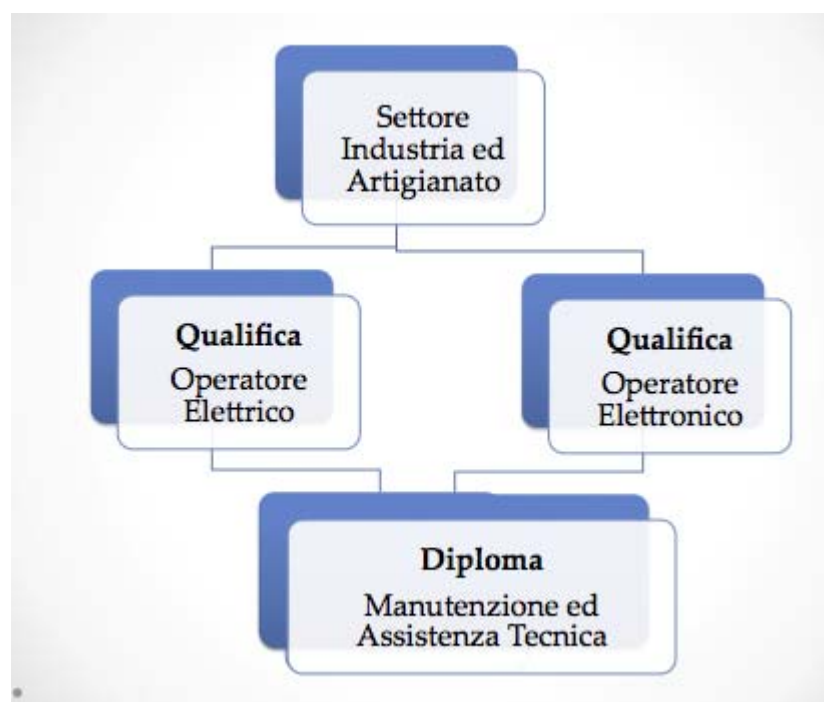 Settore
Industria ed
Artigianato
Qualifica
Operatore
Elettrico
Qualifica
Operatore
Elettronico
Diploma
Manutenzione ed
Assistenza Tecnica